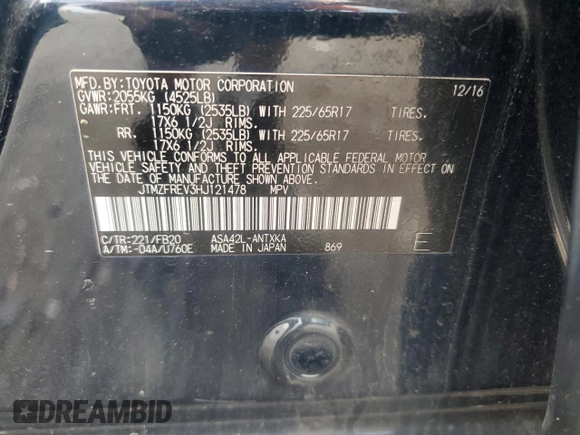 MFD.BY:TOYOTA MOTOR CORPORATION 12/16
GVWR:2055KG (4525LB)
GAWR:FRT. 1150KG (2535LB) WITH 225/65R17 TIRES.
17X6 1/2J RIMS.
RR. 1150KG (2535LB) WITH 225/65R17 TIRES.
17X6 1/2J RIMS.
THIS VEHICLE CONFORMS TO ALL APPLICABLE FEDERAL MOTOR
VEHICLE SAFETY AND THEFT PREVENTION STANDARDS IN EFFECT
ON THE DATE OF MANUFACTURE SHOWN ABOVE.
JTMZFREV3HJ121478 MPV
C/TR:221/FB20 ASA42L-ANTXKA
A/TM:-04A/U760E MADE IN JAPAN 869 E
DREAMBID